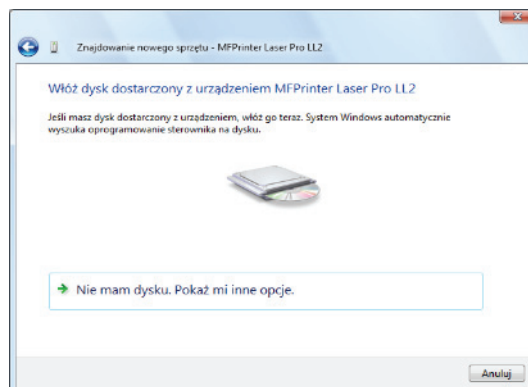 Znajdowanie nowego sprzętu - MFPrinter Laser Pro LL2
Włóż dysk dostarczony z urządzeniem MFPrinter Laser Pro LL2
Jeśli masz dysk dostarczony z urządzeniem, włóż go teraz. System Windows automatycznie
wyszuka oprogramowanie sterownika na dysku.
Nie mam dysku. Pokaż mi inne opcje.
Anuluj